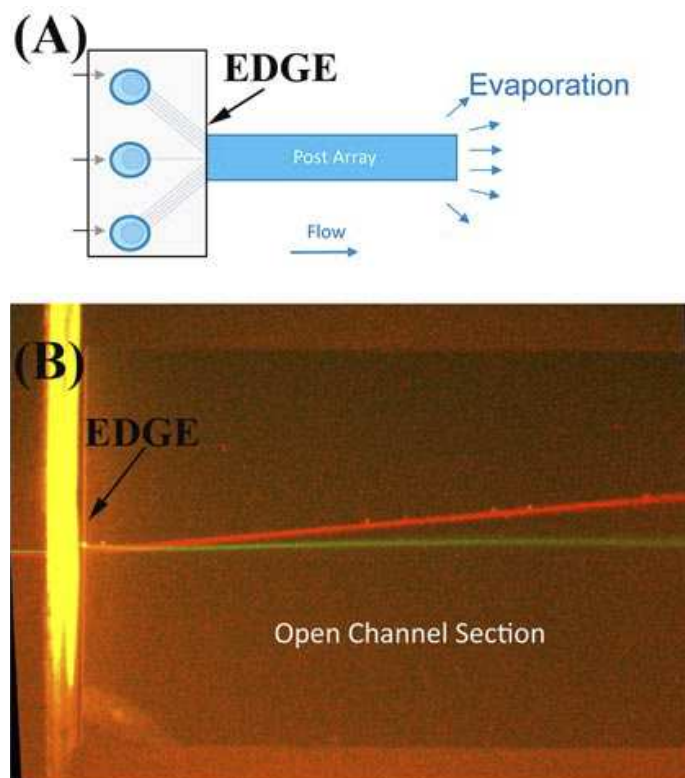 (A)
EDGE
Evaporation
Post Array
Flow
(B)
EDGE
Open Channel Section